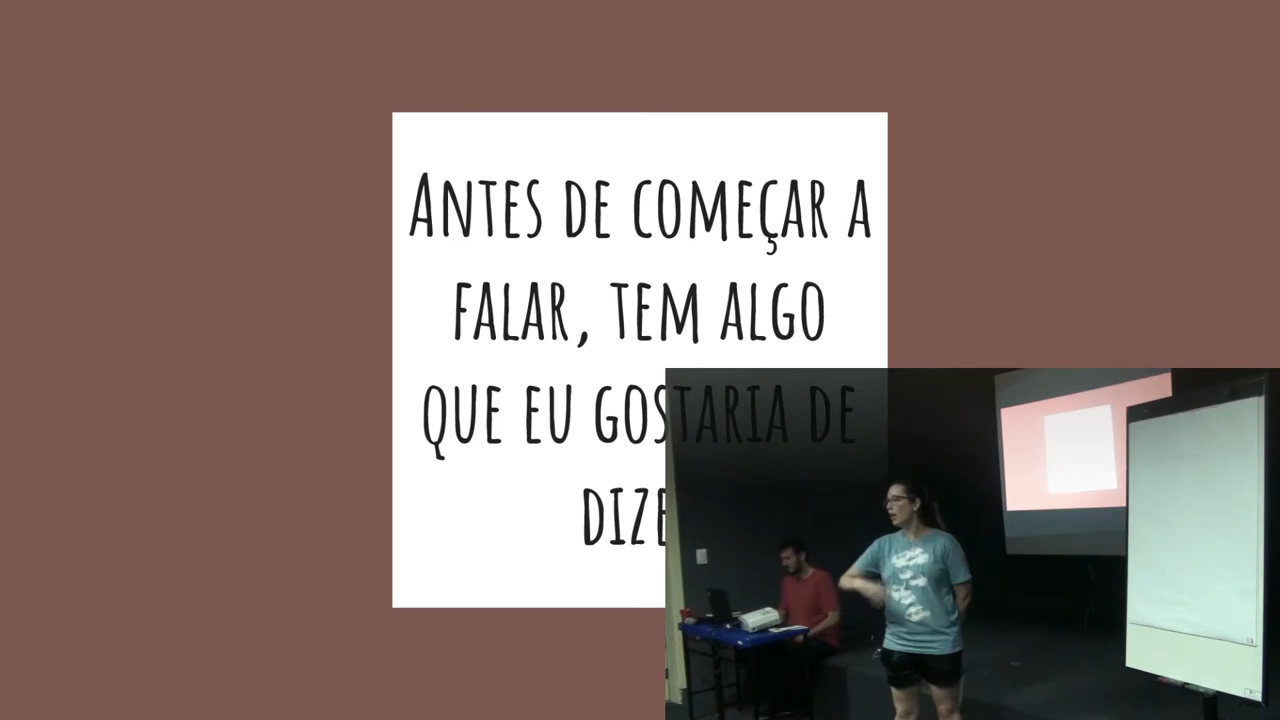 ANTES DE COMEÇAR A
FALAR, TEM ALGO
QUE EU GOSTARIA DE
DIZE